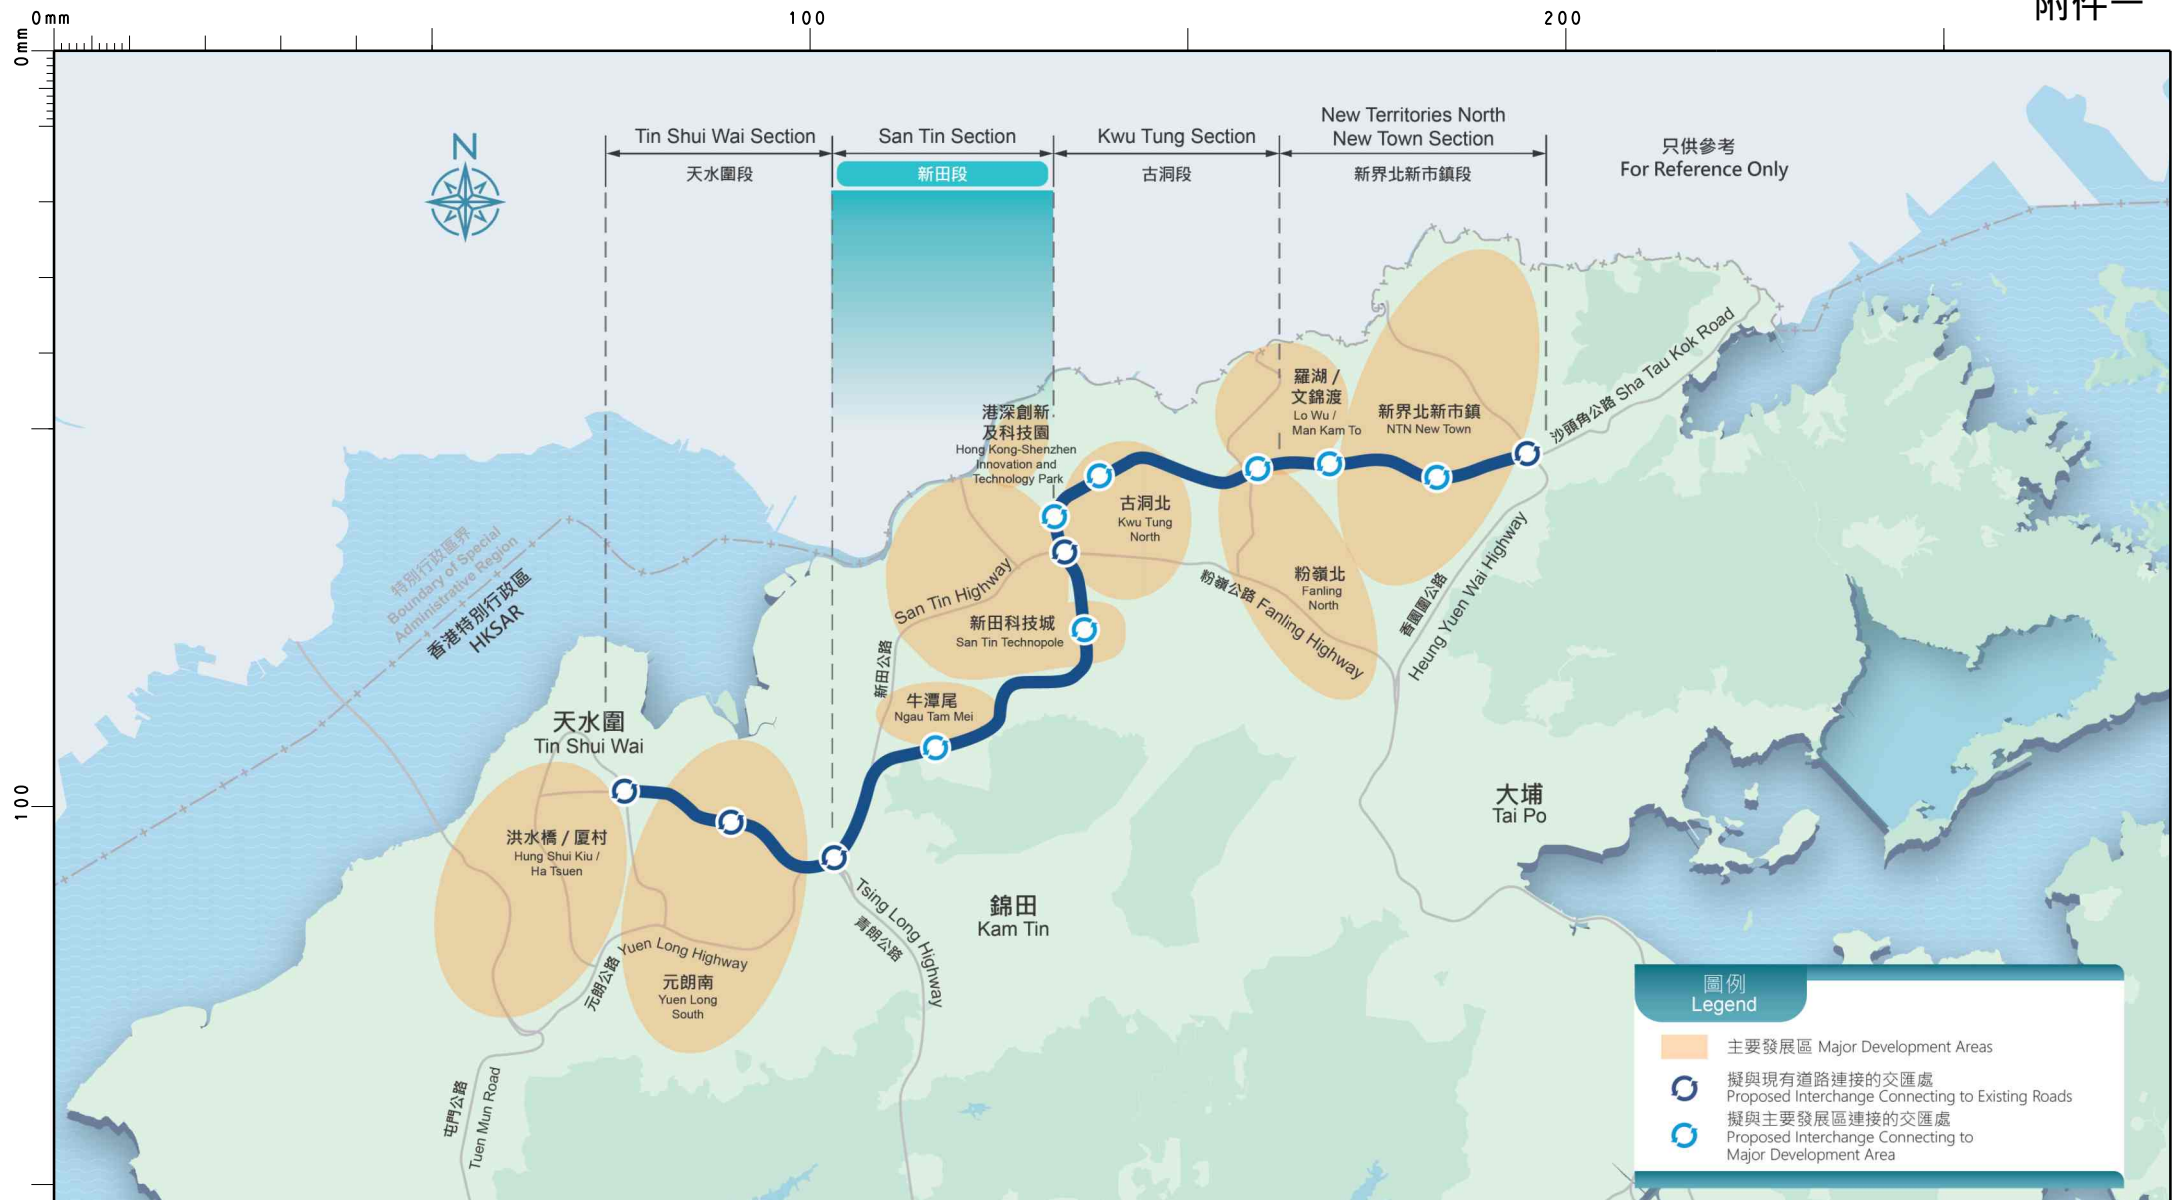 附件一
0mm
100
200
0mm
100
N
Tin Shui Wai Section
天水圍段
San Tin Section
新田段
Kwu Tung Section
古洞段
New Territories North
New Town Section
新界北新市鎮段
只供參考
For Reference Only
特別行政區界
Boundary of Special
Administrative Region
香港特別行政區
HKSAR
港深創新
及科技園
Hong Kong-Shenzhen
Innovation and
Technology Park
羅湖 /
文錦渡
Lo Wu /
Man Kam To
新界北新市鎮
NTN New Town
沙頭角公路 Sha Tau Kok Road
古洞北
Kwu Tung
North
San Tin Highway
新田科技城
San Tin Technopole
粉嶺公路 Fanling Highway
粉嶺北
Fanling
North
香園圍公路
Heung Yuen Wai Highway
新田公路
牛潭尾
Ngau Tam Mei
天水圍
Tin Shui Wai
洪水橋 / 厦村
Hung Shui Kiu /
Ha Tsuen
大埔
Tai Po
錦田
Kam Tin
Tsing Long Highway
青朗公路
元朗公路 Yuen Long Highway
元朗南
Yuen Long
South
屯門公路
Tuen Mun Road
圖例
Legend
主要發展區 Major Development Areas
擬與現有道路連接的交匯處
Proposed Interchange Connecting to Existing Roads
擬與主要發展區連接的交匯處
Proposed Interchange Connecting to
Major Development Area